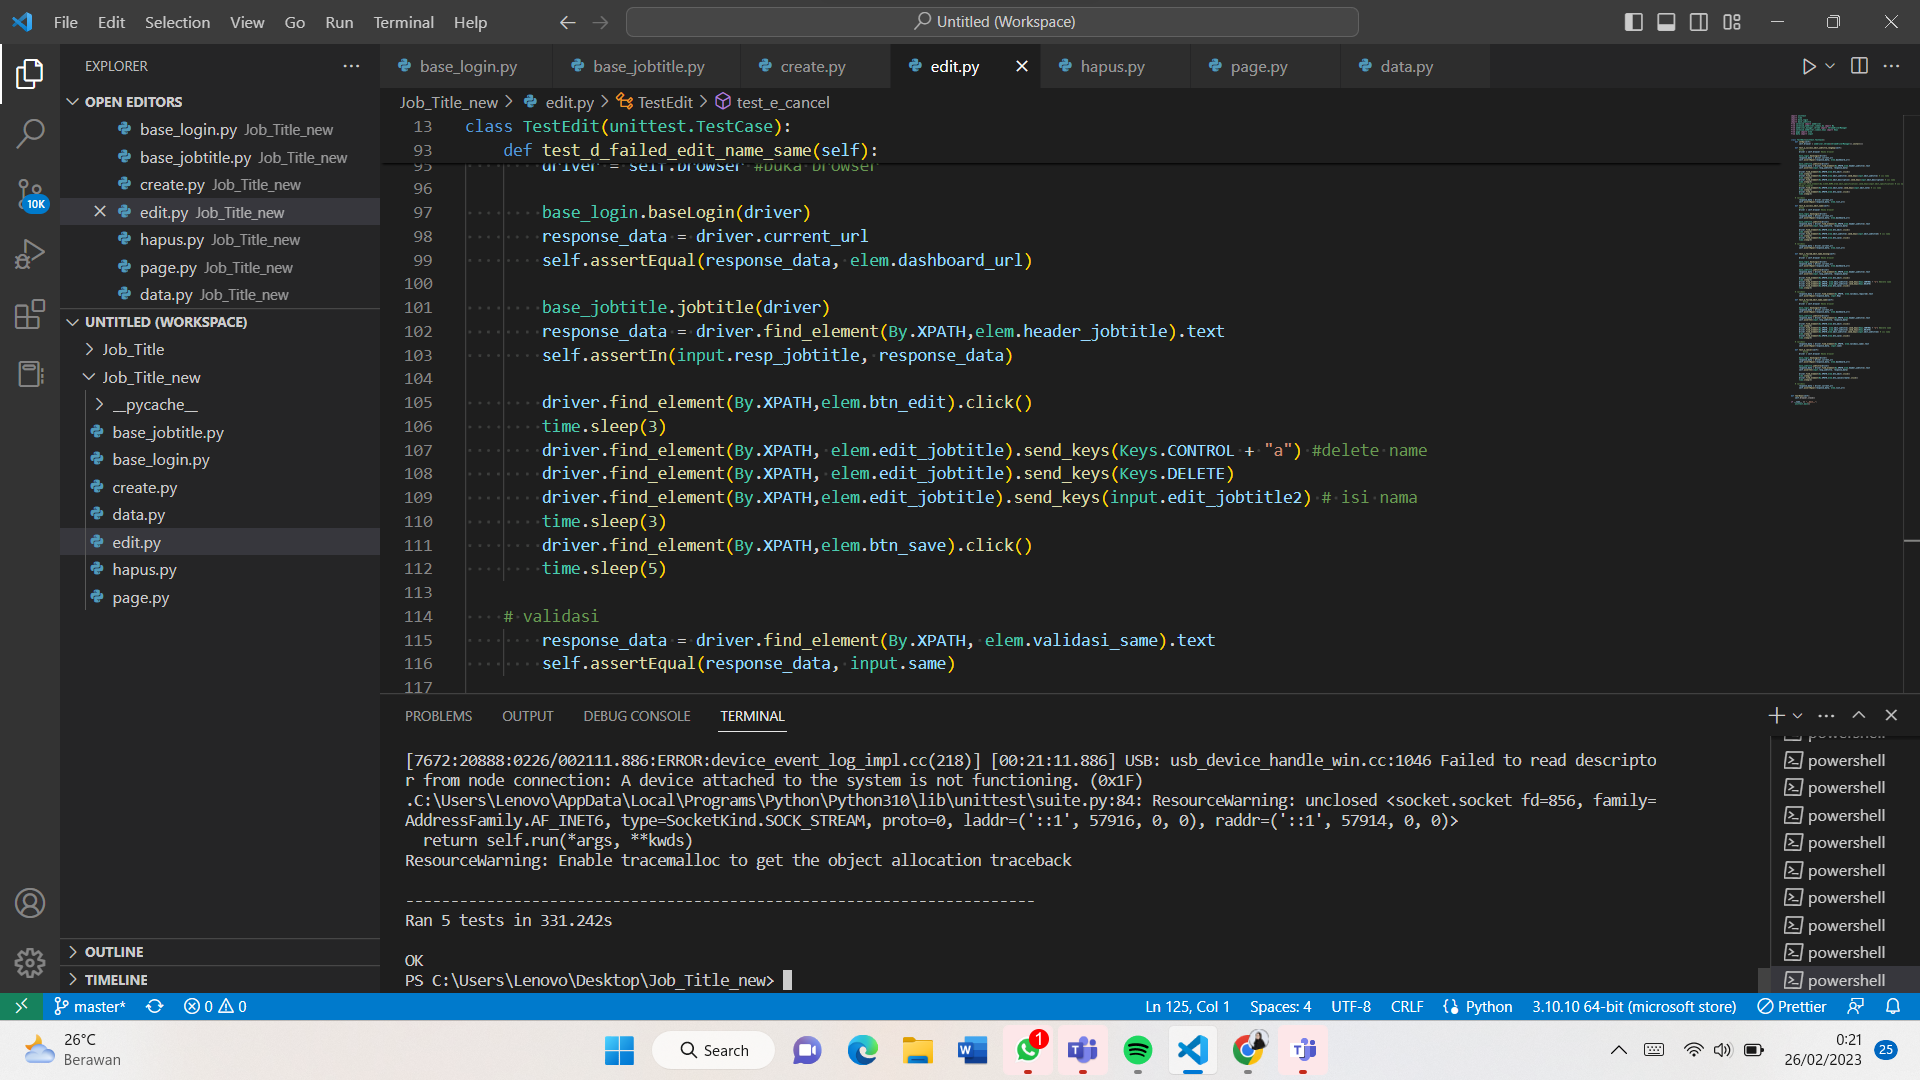 File Edit Selection View Go Run Terminal Help
Untitled (Workspace)
EXPLORER
base_login.py
base_jobtitle.py
create.py
edit.py
hapus.py
page.py
data.py
Job_Title_new > edit.py > TestEdit > test_e_cancel
OPEN EDITORS
base_login.py Job_Title_new
base_jobtitle.py Job_Title_new
create.py Job_Title_new
edit.py Job_Title_new
hapus.py Job_Title_new
page.py Job_Title_new
data.py Job_Title_new
UNTITLED (WORKSPACE)
Job_Title
Job_Title_new
__pycache__
base_jobtitle.py
base_login.py
create.py
data.py
edit.py
hapus.py
page.py
OUTLINE
TIMELINE
10K
13 class TestEdit(unittest.TestCase):
93 def test_d_failed_edit_name_same(self):
95 driver = self.browser #buka browser
96
97 base_login.baseLogin(driver)
98 response_data = driver.current_url
99 self.assertEqual(response_data, elem.dashboard_url)
100
101 base_jobtitle.jobtitle(driver)
102 response_data = driver.find_element(By.XPATH,elem.header_jobtitle).text
103 self.assertIn(input.resp_jobtitle, response_data)
104
105 driver.find_element(By.XPATH,elem.btn_edit).click()
106 time.sleep(3)
107 driver.find_element(By.XPATH, elem.edit_jobtitle).send_keys(Keys.CONTROL + "a") #delete name
108 driver.find_element(By.XPATH, elem.edit_jobtitle).send_keys(Keys.DELETE)
109 driver.find_element(By.XPATH,elem.edit_jobtitle).send_keys(input.edit_jobtitle2) # isi nama
110 time.sleep(3)
111 driver.find_element(By.XPATH,elem.btn_save).click()
112 time.sleep(5)
113
114 # validasi
115 response_data = driver.find_element(By.XPATH, elem.validasi_same).text
116 self.assertEqual(response_data, input.same)
117
PROBLEMS OUTPUT DEBUG CONSOLE TERMINAL
[7672:20888:0226/002111.886:ERROR:device_event_log_impl.cc(218)] [00:21:11.886] USB: usb_device_handle_win.cc:1046 Failed to read descripto
r from node connection: A device attached to the system is not functioning. (0x1F)
.C:\Users\Lenovo\AppData\Local\Programs\Python\Python310\lib\unittest\suite.py:84: ResourceWarning: unclosed <socket.socket fd=856, family=
AddressFamily.AF_INET6, type=SocketKind.SOCK_STREAM, proto=0, laddr=('::1', 57916, 0, 0), raddr=('::1', 57914, 0, 0)>
return self.run(*args, **kwds)
ResourceWarning: Enable tracemalloc to get the object allocation traceback
----------------------------------------------------------------------
Ran 5 tests in 331.242s
OK
PS C:\Users\Lenovo\Desktop\Job_Title_new>
powershell
powershell
powershell
powershell
powershell
powershell
powershell
powershell
powershell
powershell
master* 0 0
Ln 125, Col 1 Spaces: 4 UTF-8 CRLF Python 3.10.10 64-bit (microsoft store) Prettier
26°C
Berawan
Search
1
0:21
26/02/2023
25